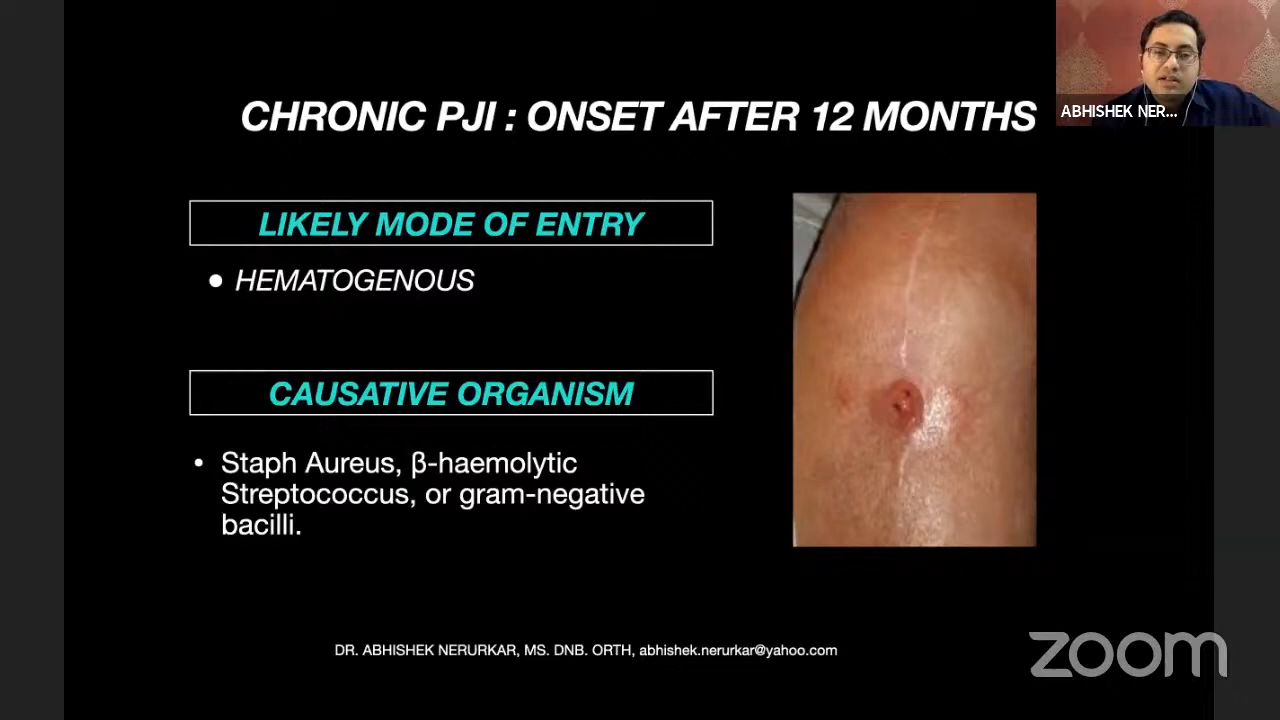 CHRONIC PJI : ONSET AFTER 12 MONTHS
ABHISHEK NER...
LIKELY MODE OF ENTRY
● HEMATOGENOUS
CAUSATIVE ORGANISM
• Staph Aureus, β-haemolytic
Streptococcus, or gram-negative
bacilli.
DR. ABHISHEK NERURKAR, MS. DNB. ORTH, abhishek.nerurkar@yahoo.com
zoom